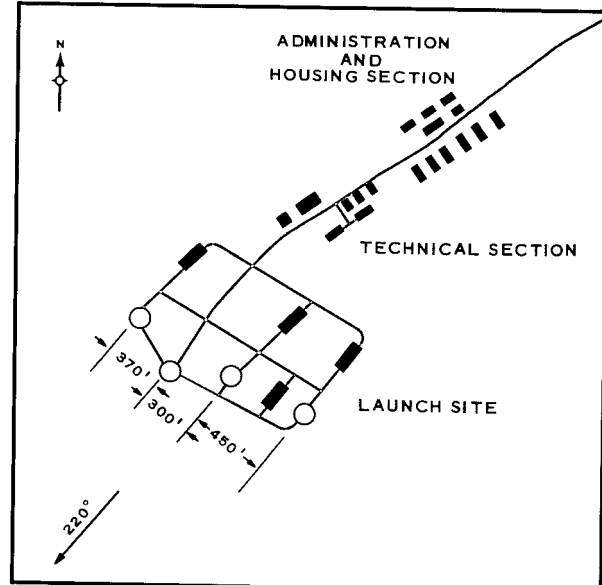 N
ADMINISTRATION
AND
HOUSING SECTION
TECHNICAL SECTION
370'
300'
450'
LAUNCH SITE
220°